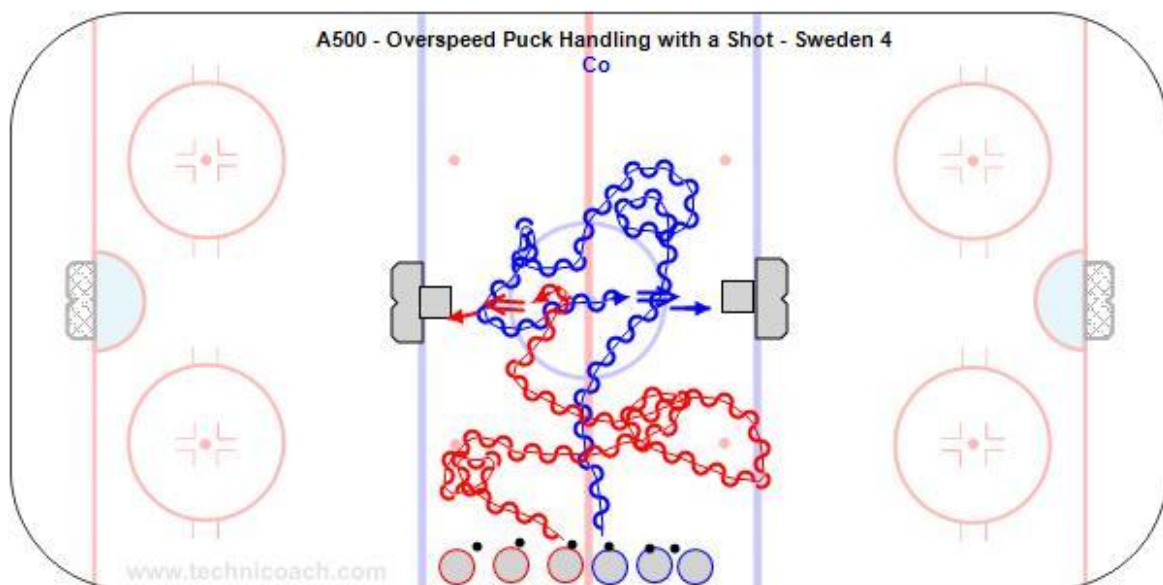 A500 - Overspeed Puck Handling with a Shot - Sweden 4
Co
www.technicoach.com